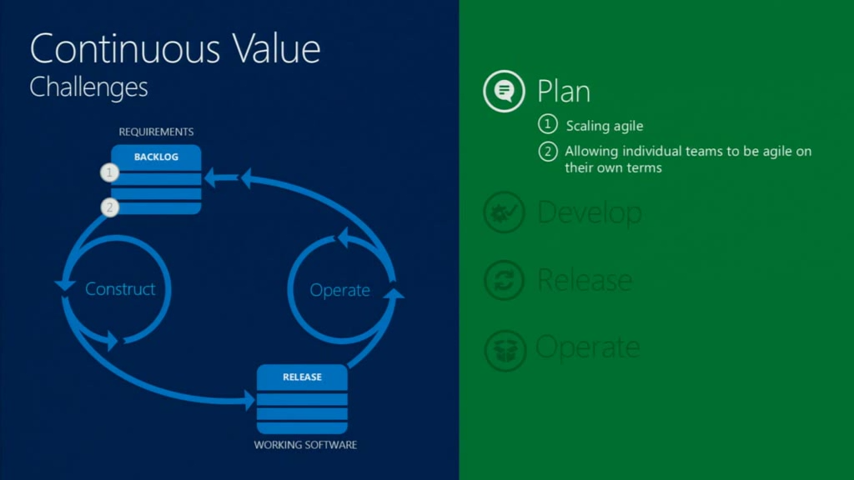 Continuous Value
Challenges
REQUIREMENTS
BACKLOG
1
2
Construct
Operate
RELEASE
WORKING SOFTWARE
Plan
1 Scaling agile
2 Allowing individual teams to be agile on
their own terms
Develop
Release
Operate